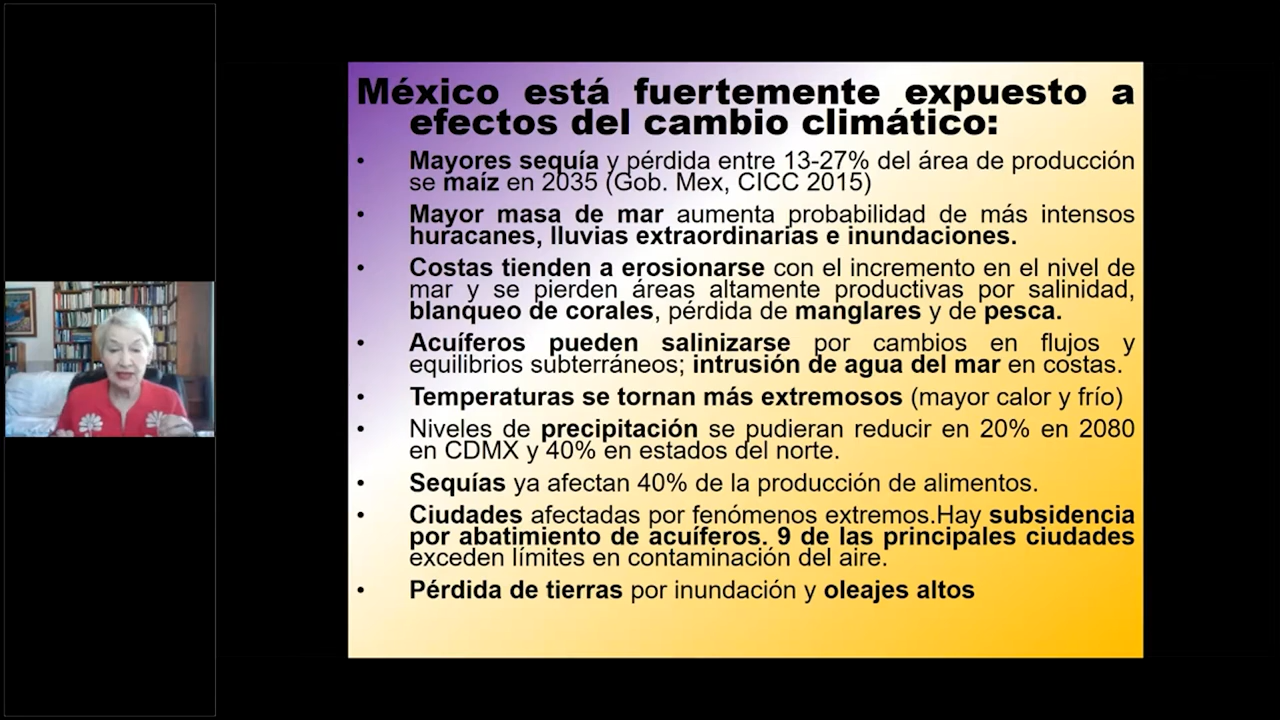 México está fuertemente expuesto a
efectos del cambio climático:
• Mayores sequía y pérdida entre 13-27% del área de producción
se maíz en 2035 (Gob. Mex, CICC 2015)
• Mayor masa de mar aumenta probabilidad de más intensos
huracanes, lluvias extraordinarias e inundaciones.
• Costas tienden a erosionarse con el incremento en el nivel de
mar y se pierden áreas altamente productivas por salinidad,
blanqueo de corales, pérdida de manglares y de pesca.
• Acuíferos pueden salinizarse por cambios en flujos y
equilibrios subterráneos; intrusión de agua del mar en costas.
• Temperaturas se tornan más extremosos (mayor calor y frío)
• Niveles de precipitación se pudieran reducir en 20% en 2080
en CDMX y 40% en estados del norte.
• Sequías ya afectan 40% de la producción de alimentos.
• Ciudades afectadas por fenómenos extremos.Hay subsidencia
por abatimiento de acuíferos. 9 de las principales ciudades
exceden límites en contaminación del aire.
• Pérdida de tierras por inundación y oleajes altos